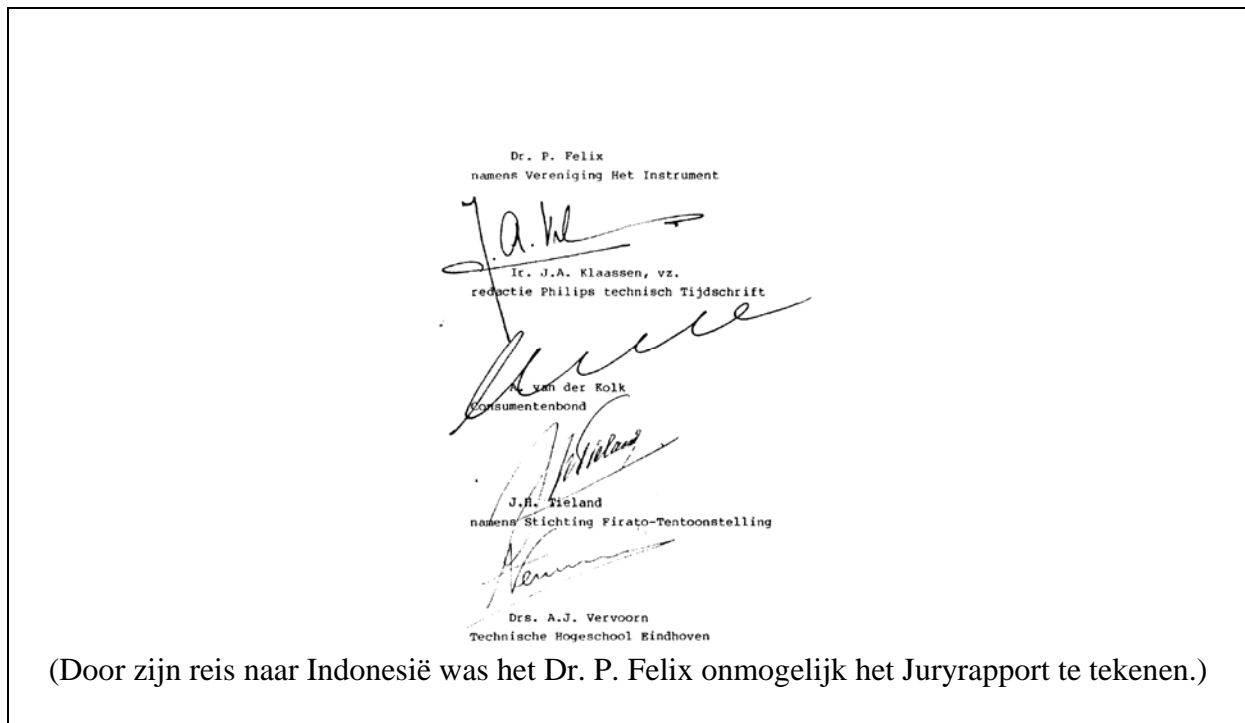 Dr. P. Felix
namens Vereniging Het Instrument
J.A. Kl
Ir. J.A. Klaassen, vz.
redactie Philips technisch Tijdschrift
A. van der Kolk
Consumentenbond
Tieland
J.H. Tieland
namens Stichting Firato-Tentoonstelling
Drs. A.J. Vervoorn
Technische Hogeschool Eindhoven
(Door zijn reis naar Indonesië was het Dr. P. Felix onmogelijk het Juryrapport te tekenen.)